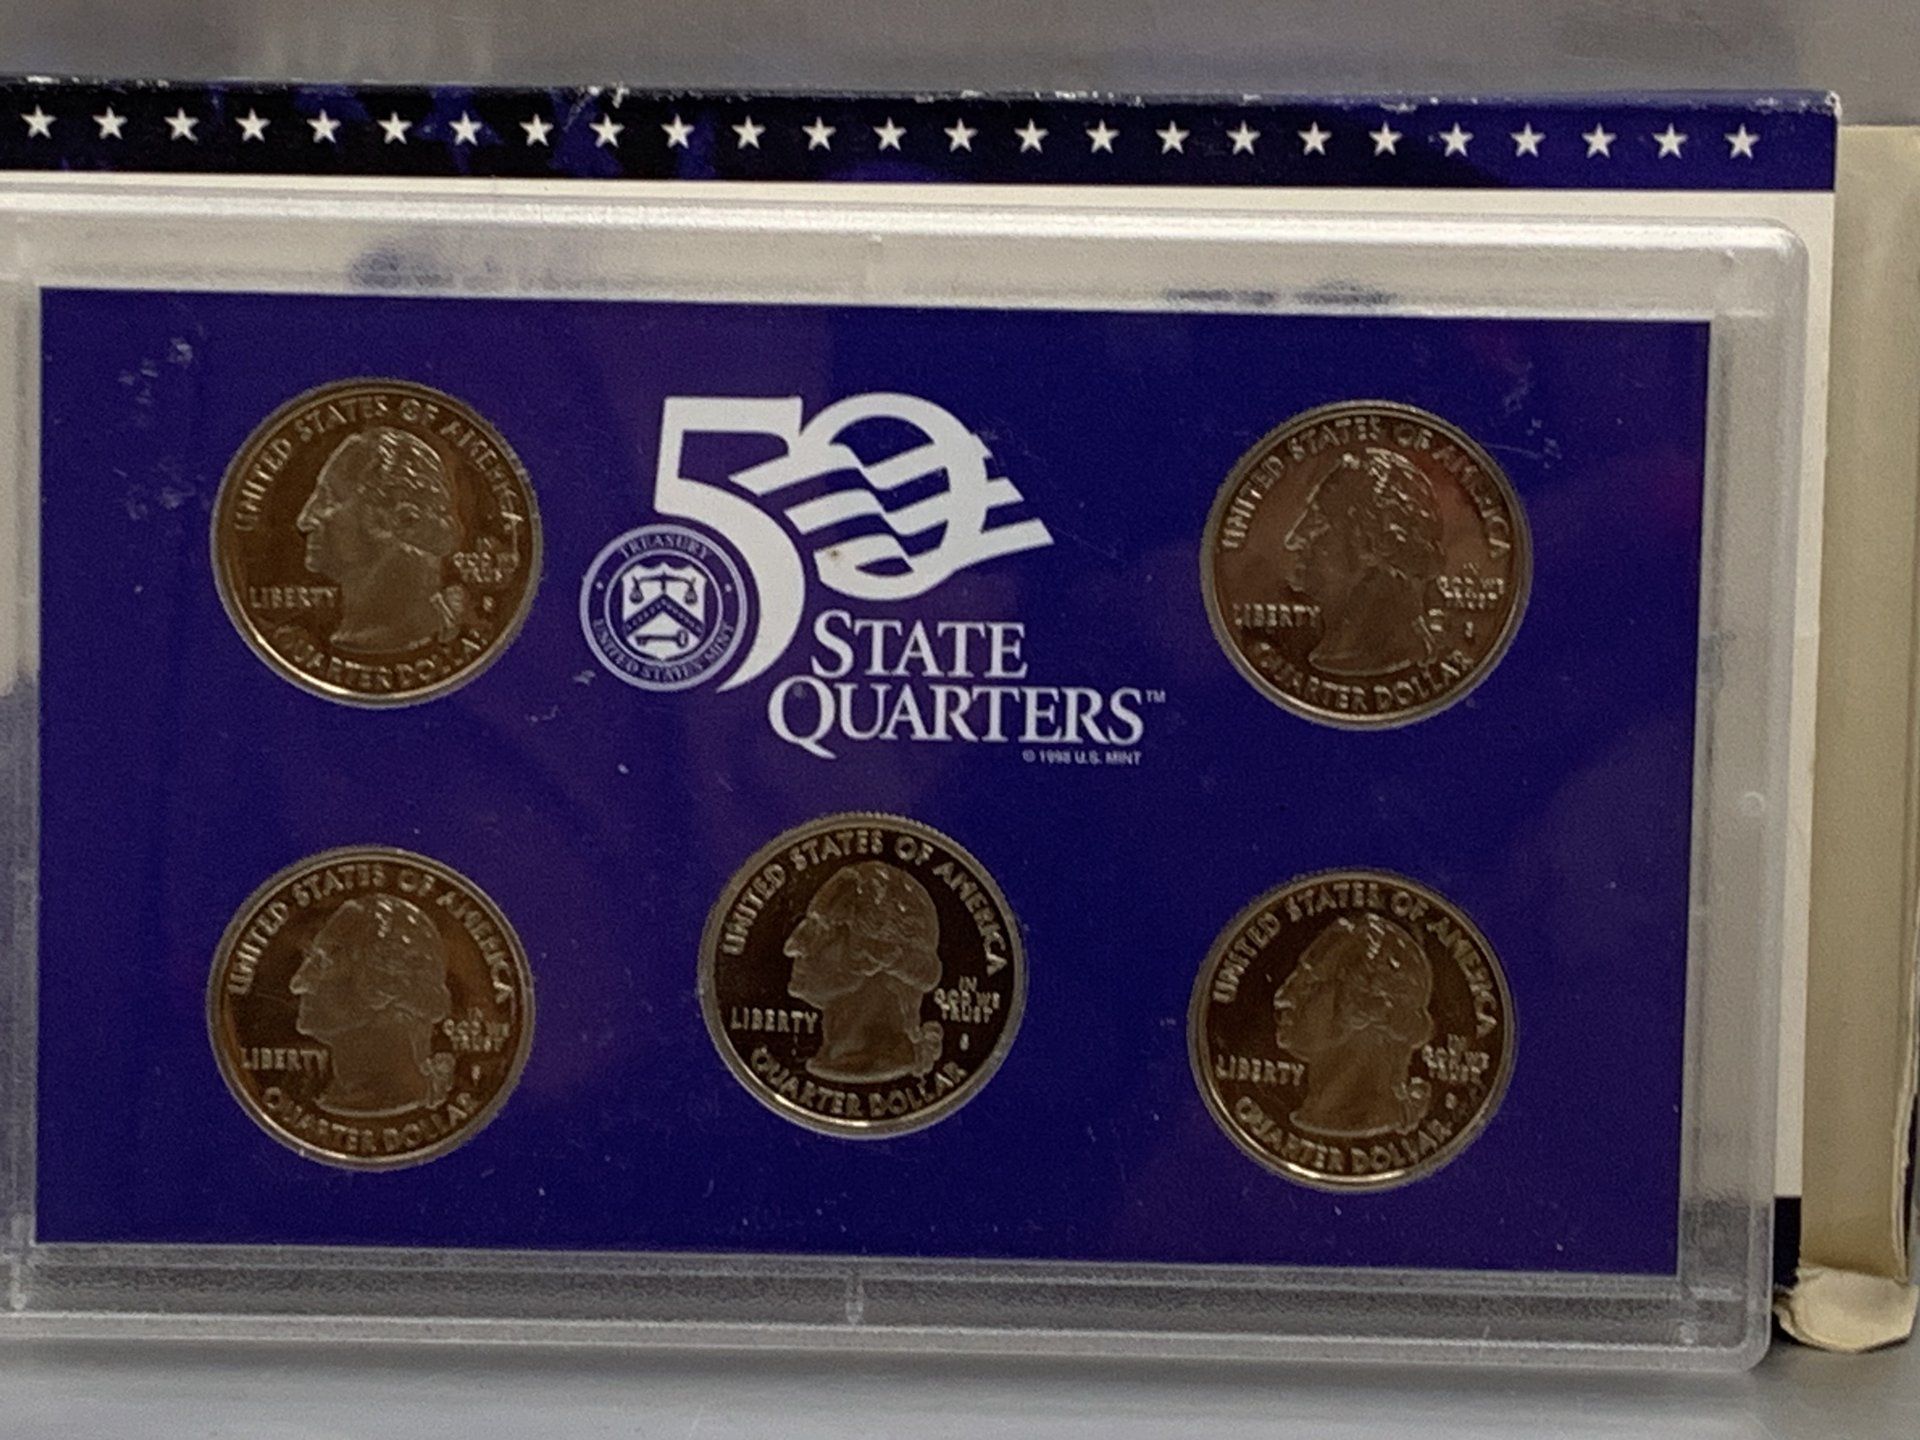 UNITED STATES OF AMERICA
LIBERTY
IN
GOD WE
TRUST
S
QUARTER DOLLAR
50
STATE
QUARTERS™
© 1998 U.S. MINT
TREASURY
UNITED STATES MINT
UNITED STATES OF AMERICA
LIBERTY
IN
GOD WE
TRUST
S
QUARTER DOLLAR
UNITED STATES OF AMERICA
LIBERTY
IN
GOD WE
TRUST
S
QUARTER DOLLAR
UNITED STATES OF AMERICA
LIBERTY
IN
GOD WE
TRUST
S
QUARTER DOLLAR
UNITED STATES OF AMERICA
LIBERTY
IN
GOD WE
TRUST
S
QUARTER DOLLAR